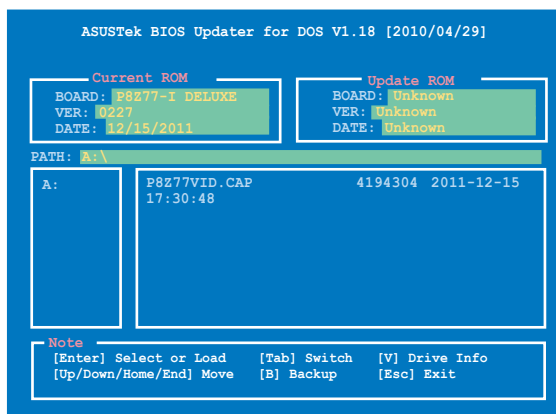 ASUSTek BIOS Updater for DOS V1.18 [2010/04/29]
Current ROM
BOARD: P8Z77-I DELUXE
VER: 0227
DATE: 12/15/2011
Update ROM
BOARD: Unknown
VER: Unknown
DATE: Unknown
PATH: A:\
A:
P8Z77VID.CAP 4194304 2011-12-15
17:30:48
Note
[Enter] Select or Load [Tab] Switch [V] Drive Info
[Up/Down/Home/End] Move [B] Backup [Esc] Exit